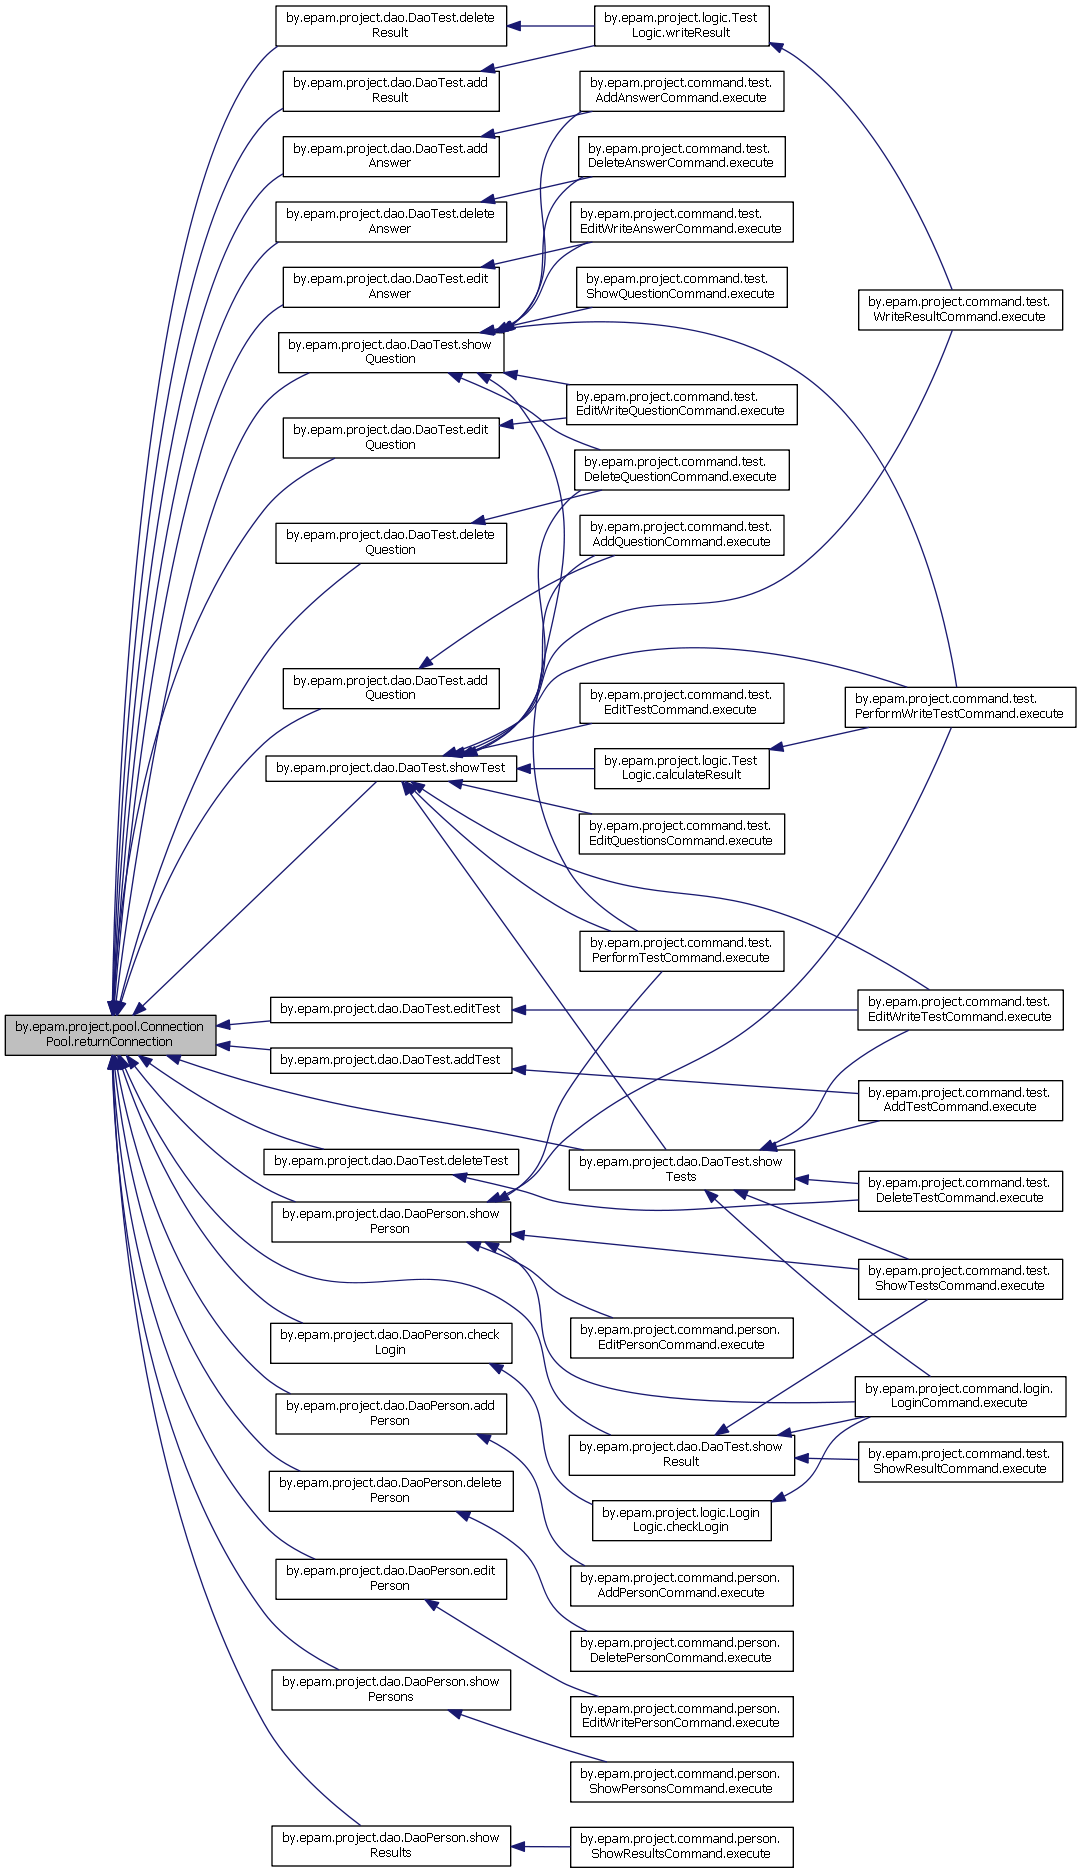 by.epam.project.dao.DaoTest.delete
Result
by.epam.project.logic.Test
Logic.writeResult
by.epam.project.dao.DaoTest.add
Result
by.epam.project.command.test.
AddAnswerCommand.execute
by.epam.project.dao.DaoTest.add
Answer
by.epam.project.command.test.
DeleteAnswerCommand.execute
by.epam.project.dao.DaoTest.delete
Answer
by.epam.project.command.test.
EditWriteAnswerCommand.execute
by.epam.project.dao.DaoTest.edit
Answer
by.epam.project.command.test.
ShowQuestionCommand.execute
by.epam.project.command.test.
WriteResultCommand.execute
by.epam.project.dao.DaoTest.show
Question
by.epam.project.command.test.
EditWriteQuestionCommand.execute
by.epam.project.dao.DaoTest.edit
Question
by.epam.project.command.test.
DeleteQuestionCommand.execute
by.epam.project.dao.DaoTest.delete
Question
by.epam.project.command.test.
AddQuestionCommand.execute
by.epam.project.dao.DaoTest.add
Question
by.epam.project.command.test.
EditTestCommand.execute
by.epam.project.command.test.
PerformWriteTestCommand.execute
by.epam.project.dao.DaoTest.showTest
by.epam.project.logic.Test
Logic.calculateResult
by.epam.project.command.test.
EditQuestionsCommand.execute
by.epam.project.command.test.
PerformTestCommand.execute
by.epam.project.pool.Connection
Pool.returnConnection
by.epam.project.dao.DaoTest.editTest
by.epam.project.command.test.
EditWriteTestCommand.execute
by.epam.project.dao.DaoTest.addTest
by.epam.project.command.test.
AddTestCommand.execute
by.epam.project.dao.DaoTest.deleteTest
by.epam.project.dao.DaoTest.show
Tests
by.epam.project.command.test.
DeleteTestCommand.execute
by.epam.project.dao.DaoPerson.show
Person
by.epam.project.command.test.
ShowTestsCommand.execute
by.epam.project.dao.DaoPerson.check
Login
by.epam.project.command.person.
EditPersonCommand.execute
by.epam.project.command.login.
LoginCommand.execute
by.epam.project.dao.DaoPerson.add
Person
by.epam.project.dao.DaoTest.show
Result
by.epam.project.command.test.
ShowResultCommand.execute
by.epam.project.dao.DaoPerson.delete
Person
by.epam.project.logic.Login
Logic.checkLogin
by.epam.project.dao.DaoPerson.edit
Person
by.epam.project.command.person.
AddPersonCommand.execute
by.epam.project.command.person.
DeletePersonCommand.execute
by.epam.project.dao.DaoPerson.show
Persons
by.epam.project.command.person.
EditWritePersonCommand.execute
by.epam.project.command.person.
ShowPersonsCommand.execute
by.epam.project.dao.DaoPerson.show
Results
by.epam.project.command.person.
ShowResultsCommand.execute